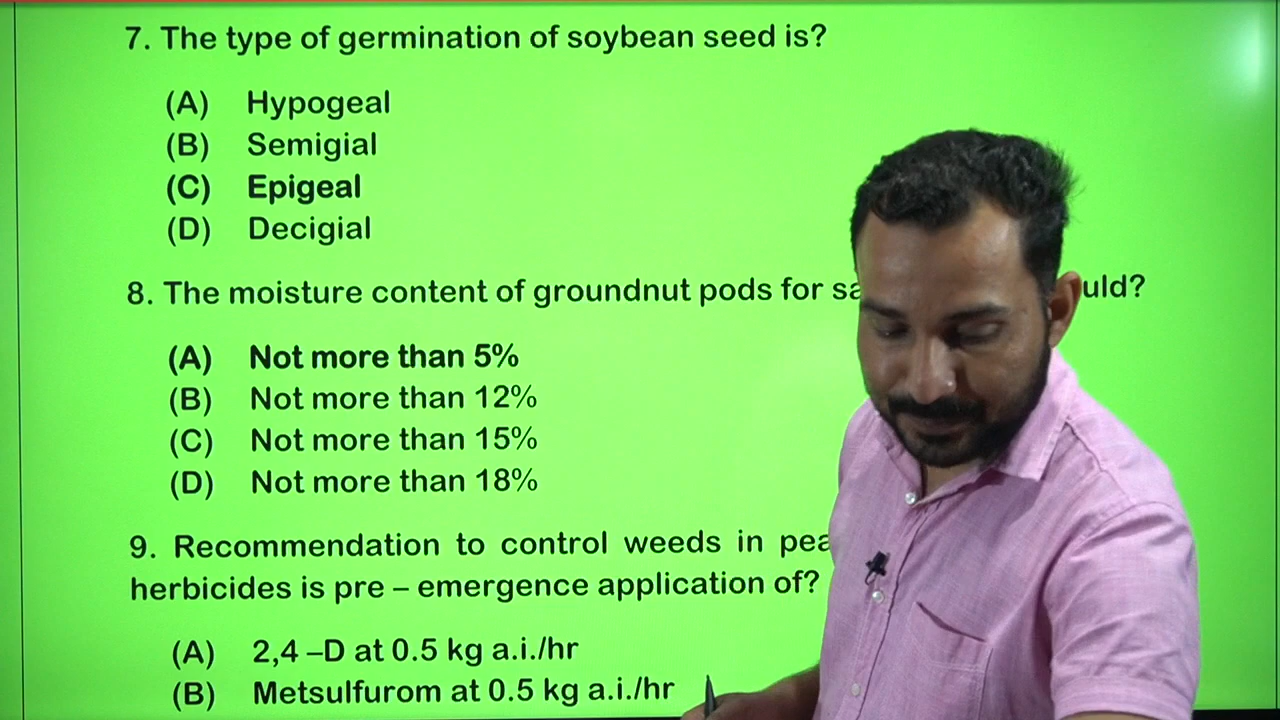 7. The type of germination of soybean seed is?
(A) Hypogeal
(B) Semigial
(C) Epigeal
(D) Decigial
8. The moisture content of groundnut pods for
(A) Not more than 5%
(B) Not more than 12%
(C) Not more than 15%
(D) Not more than 18%
9. Recommendation to control weeds in
herbicides is pre – emergence application of?
(A) 2,4 –D at 0.5 kg a.i./hr
(B) Metsulfurom at 0.5 kg a.i./hr